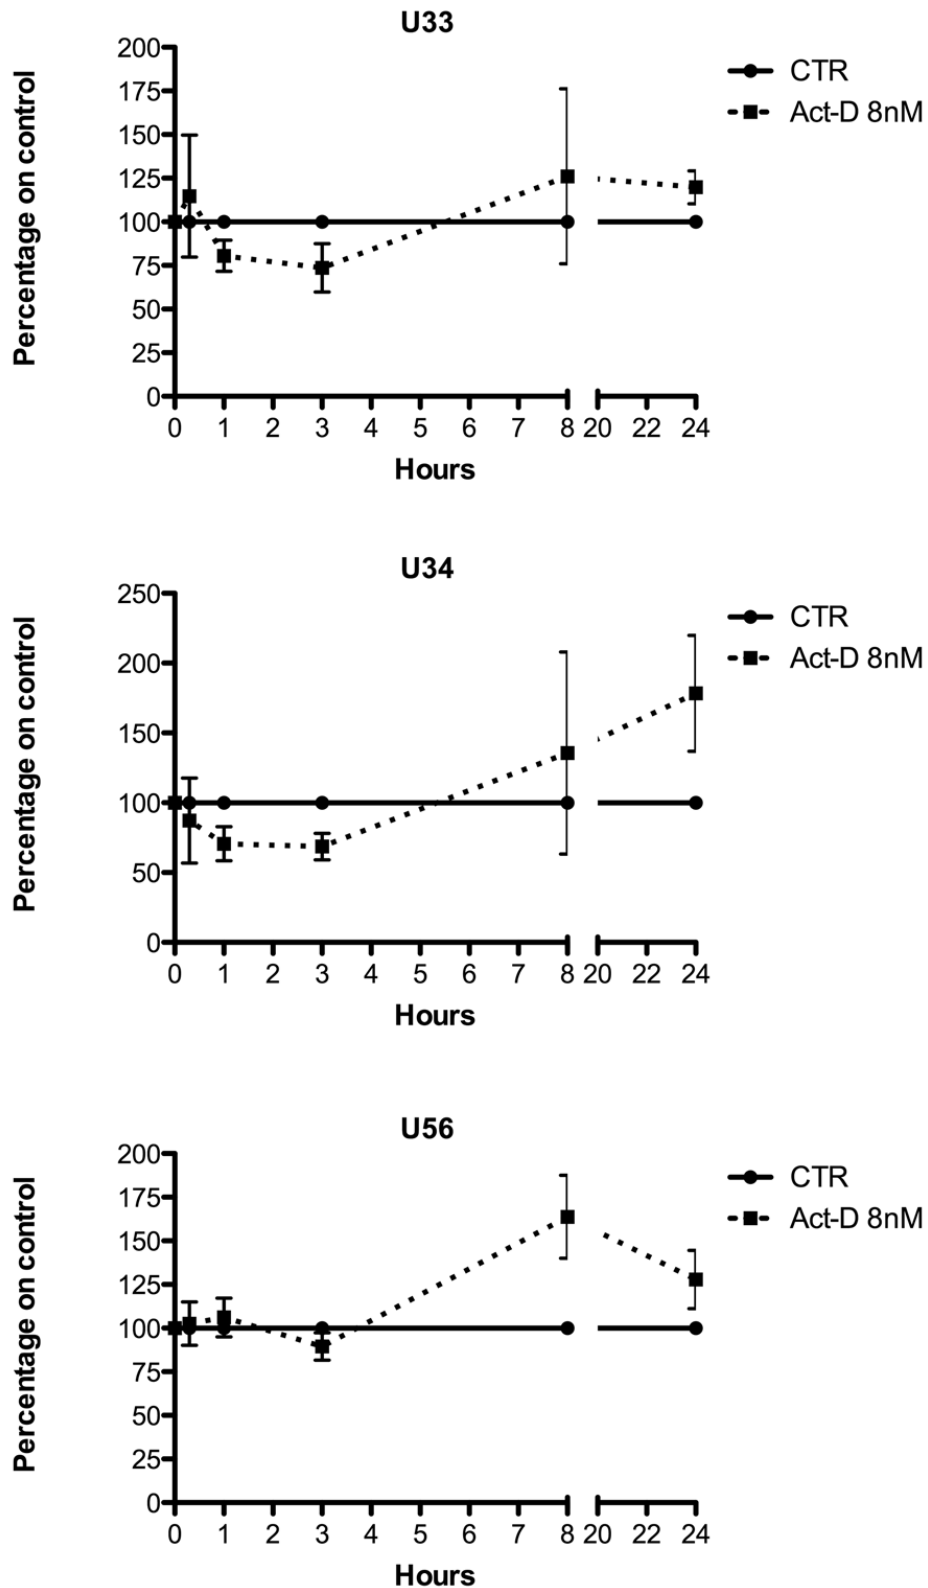 U33
Percentage on control
200
175
150
125
100
75
50
25
0
0 1 2 3 4 5 6 7 8 20 22 24
Hours
CTR
Act-D 8nM
U34
Percentage on control
250
200
150
100
50
0
0 1 2 3 4 5 6 7 8 20 22 24
Hours
CTR
Act-D 8nM
U56
Percentage on control
200
175
150
125
100
75
50
25
0
0 1 2 3 4 5 6 7 8 20 22 24
Hours
CTR
Act-D 8nM